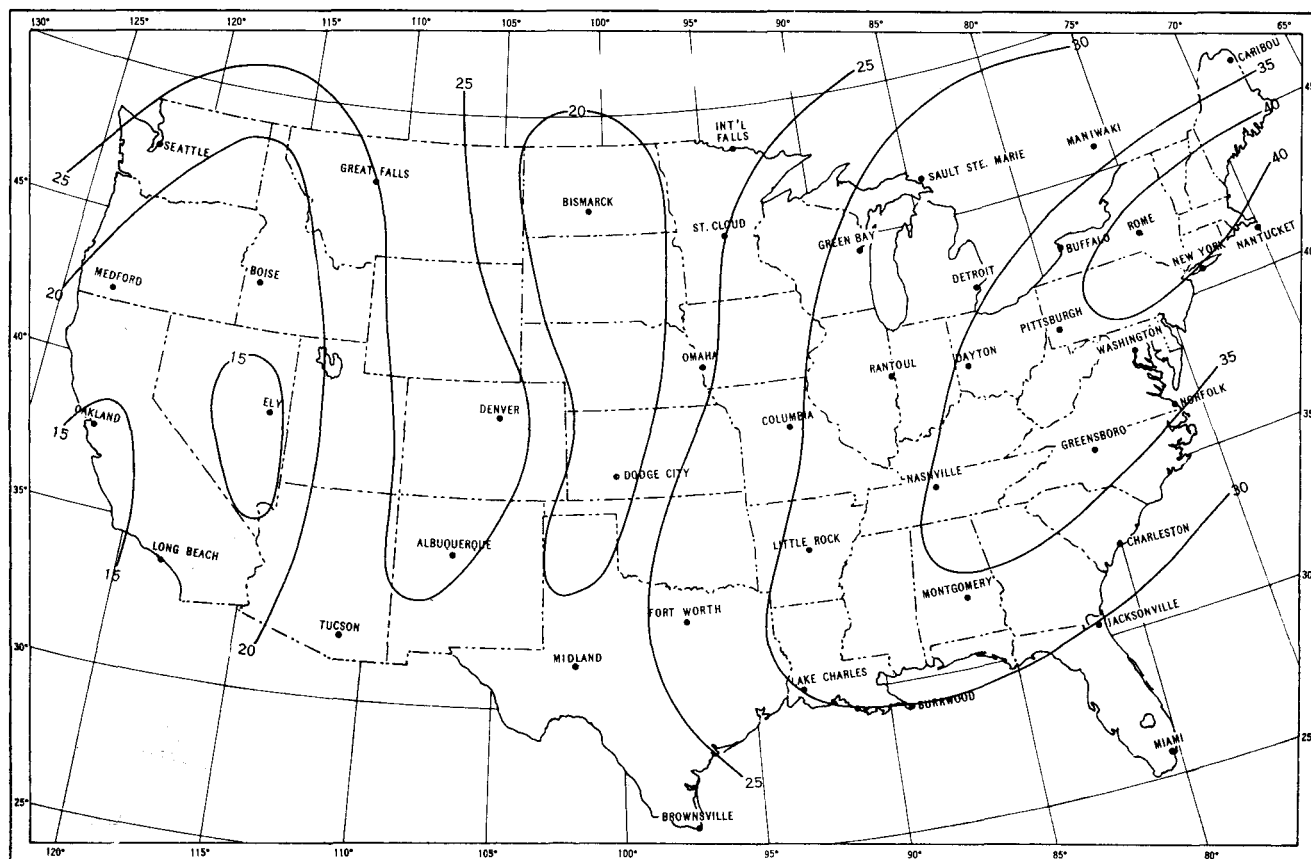 130° 125° 120° 115° 110° 105° 100° 95° 90° 85° 80° 75° 70° 65°
CARIBOU
30
35
25
25
45°
40
20
INT'L
FALLS
MANIWAKI
SEATTLE
GREAT FALLS
SAULT STE. MARIE
40
25
45°
BISMARCK
ST. CLOUD
GREEN BAY
BUFFALO
ROME
NEW YORK
NANTUCKET
40°
MEDFORD
BOISE
DETROIT
20
PITTSBURGH
40°
WASHINGTON
15
OMAHA
RANTOUL
DAYTON
35
OAKLAND
ELY
DENVER
NORFOLK
35°
15
COLUMBIA
GREENSBORO
DODGE CITY
NASHVILLE
35°
30
LONG BEACH
ALBUQUERQUE
LITTLE ROCK
CHARLESTON
15
MONTGOMERY
30°
FORT WORTH
TUCSON
JACKSONVILLE
30°
20
MIDLAND
LAKE CHARLES
BURRWOOD
25°
MIAMI
25
25°
BROWNSVILLE
120° 115° 110° 105° 100° 95° 90° 85° 80°